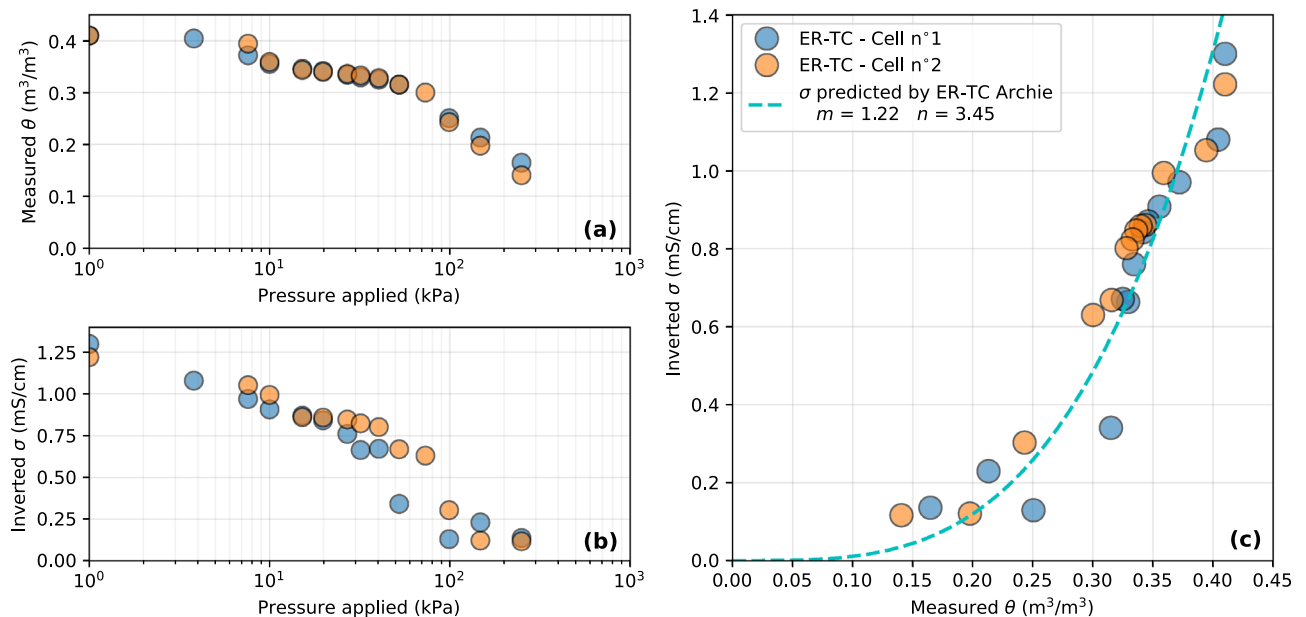 Measured θ (m³/m³)
0.4
0.3
0.2
0.1
0.0
(a)
10⁰ 10¹ 10² 10³
Pressure applied (kPa)
Inverted σ (mS/cm)
1.25
1.00
0.75
0.50
0.25
0.00
(b)
10⁰ 10¹ 10² 10³
Pressure applied (kPa)
Inverted σ (mS/cm)
1.4
1.2
1.0
0.8
0.6
0.4
0.2
0.0
ER-TC - Cell n°1
ER-TC - Cell n°2
σ predicted by ER-TC Archie
m = 1.22 n = 3.45
(c)
0.00 0.05 0.10 0.15 0.20 0.25 0.30 0.35 0.40 0.45
Measured θ (m³/m³)